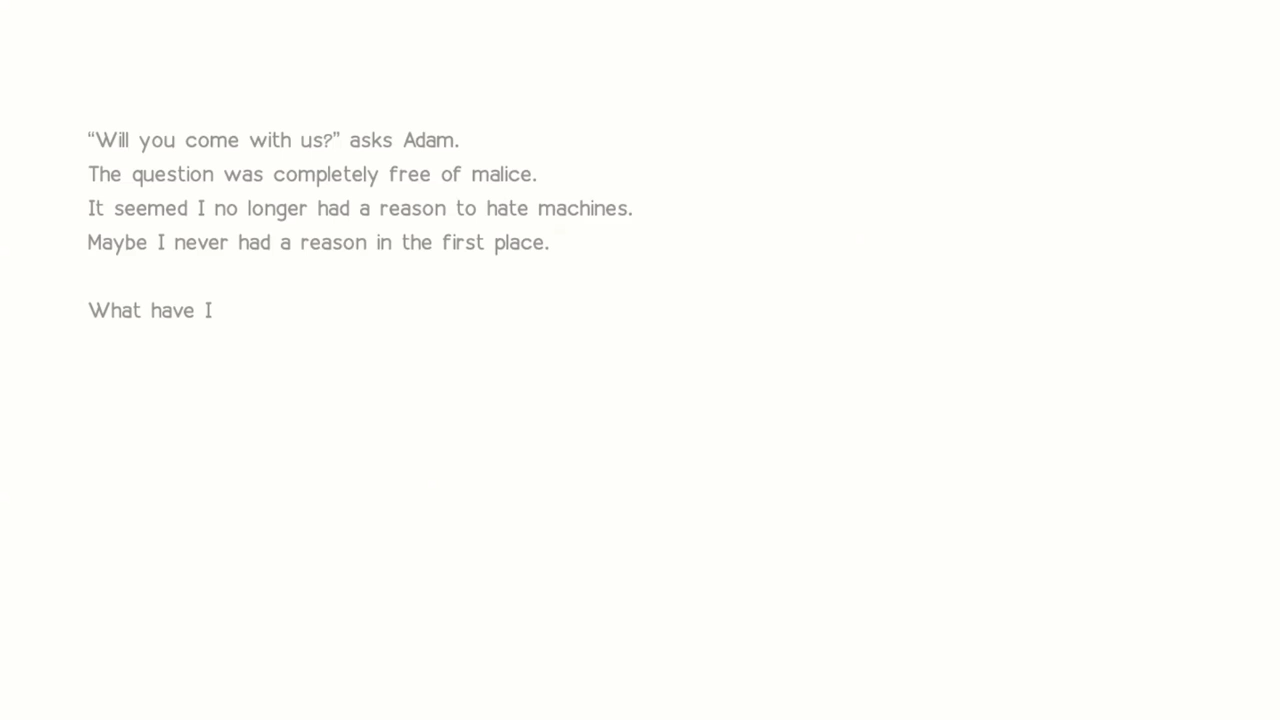 “Will you come with us?” asks Adam.
The question was completely free of malice.
It seemed I no longer had a reason to hate machines.
Maybe I never had a reason in the first place.
What have I